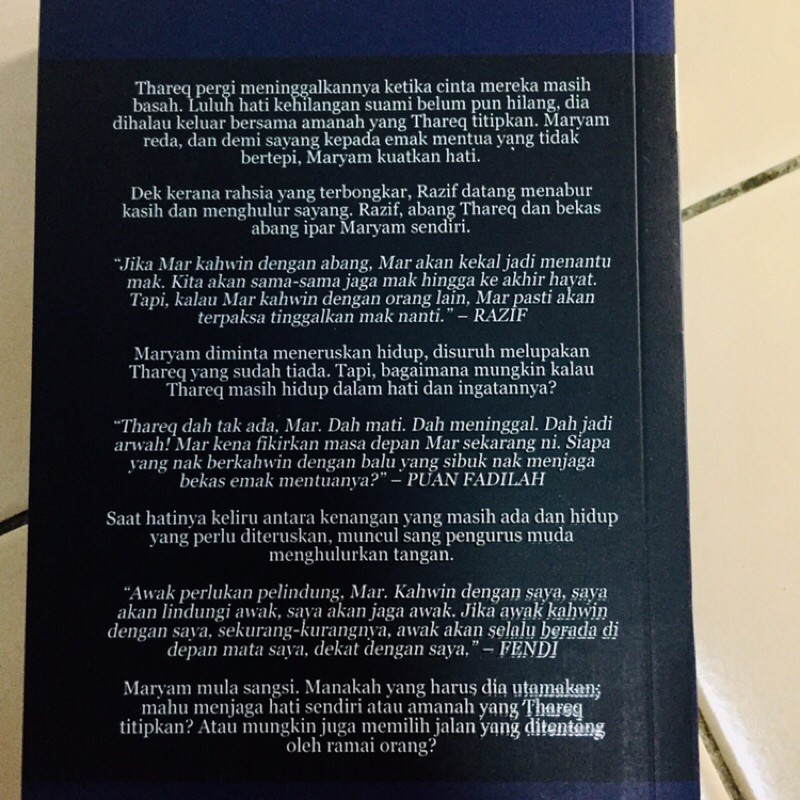 Thareq pergi meninggalkannya ketika cinta mereka masih
basah. Luluh hati kehilangan suami belum pun hilang, dia
dihalau keluar bersama amanah yang Thareq titipkan. Maryam
reda, dan demi sayang kepada emak mentua yang tidak
bertepi, Maryam kuatkan hati.
Dek kerana rahsia yang terbongkar, Razif datang menabur
kasih dan menghulur sayang. Razif, abang Thareq dan bekas
abang ipar Maryam sendiri.
“Jika Mar kahwin dengan abang, Mar akan kekal jadi menantu
mak. Kita akan sama-sama jaga mak hingga ke akhir hayat.
Tapi, kalau Mar kahwin dengan orang lain, Mar pasti akan
terpaksa tinggalkan mak nanti.” – RAZIF
Maryam diminta meneruskan hidup, disuruh melupakan
Thareq yang sudah tiada. Tapi, bagaimana mungkin kalau
Thareq masih hidup dalam hati dan ingatannya?
“Thareq dah tak ada, Mar. Dah mati. Dah meninggal. Dah jadi
arwah! Mar kena fikirkan masa depan Mar sekarang ni. Siapa
yang nak berkahwin dengan balu yang sibuk nak menjaga
bekas emak mentuanya?” – PUAN FADILAH
Saat hatinya keliru antara kenangan yang masih ada dan hidup
yang perlu diteruskan, muncul sang pengurus muda
menghulurkan tangan.
“Awak perlukan pelindung, Mar. Kahwin dengan saya, saya
akan lindungi awak, saya akan jaga awak. Jika awak kahwin
dengan saya, sekurang-kurangnya, awak akan selalu berada di
depan mata saya, dekat dengan saya.” – FENDI
Maryam mula sangsi. Manakah yang harus dia utamakan;
mahu menjaga hati sendiri atau amanah yang Thareq
titipkan? Atau mungkin juga memilih jalan yang ditentang
oleh ramai orang?